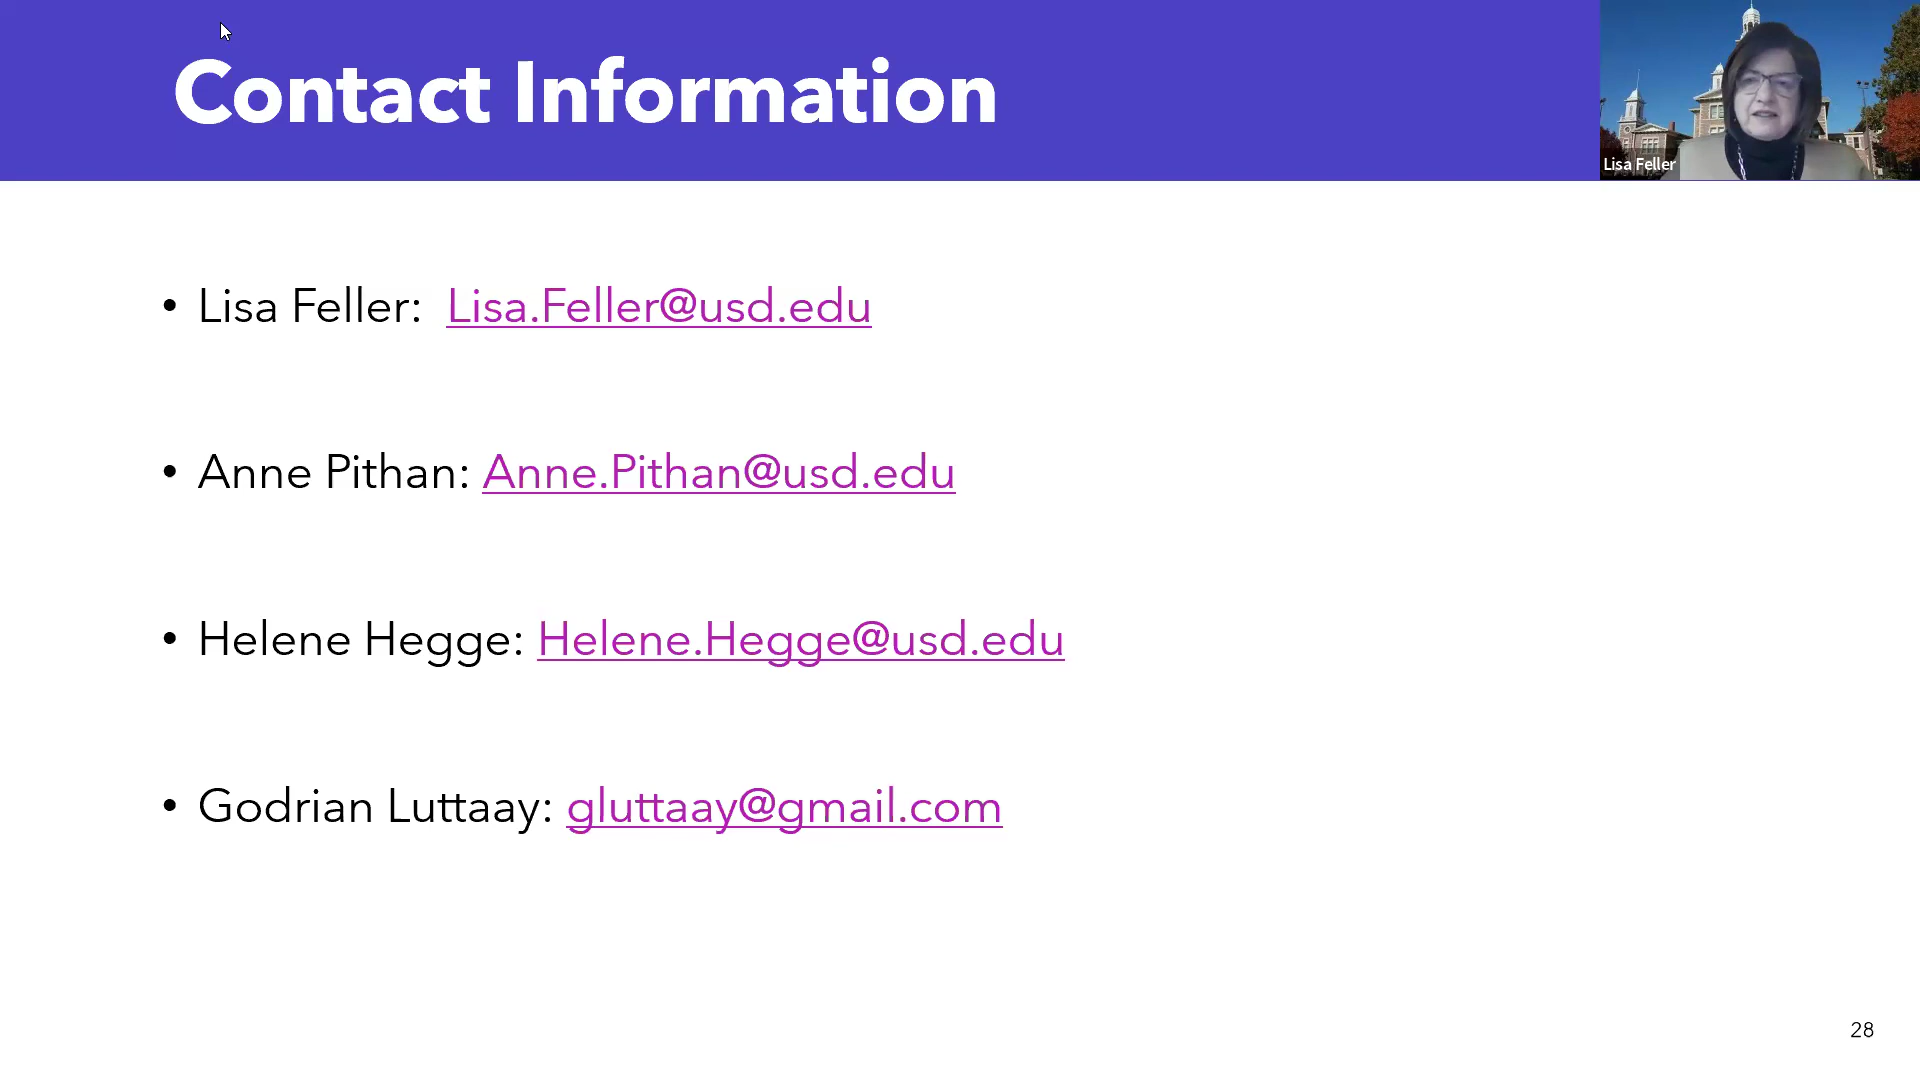 Contact Information
Lisa Feller
• Lisa Feller:  Lisa.Feller@usd.edu
• Anne Pithan: Anne.Pithan@usd.edu
• Helene Hegge: Helene.Hegge@usd.edu
• Godrian Luttaay: gluttaay@gmail.com
28